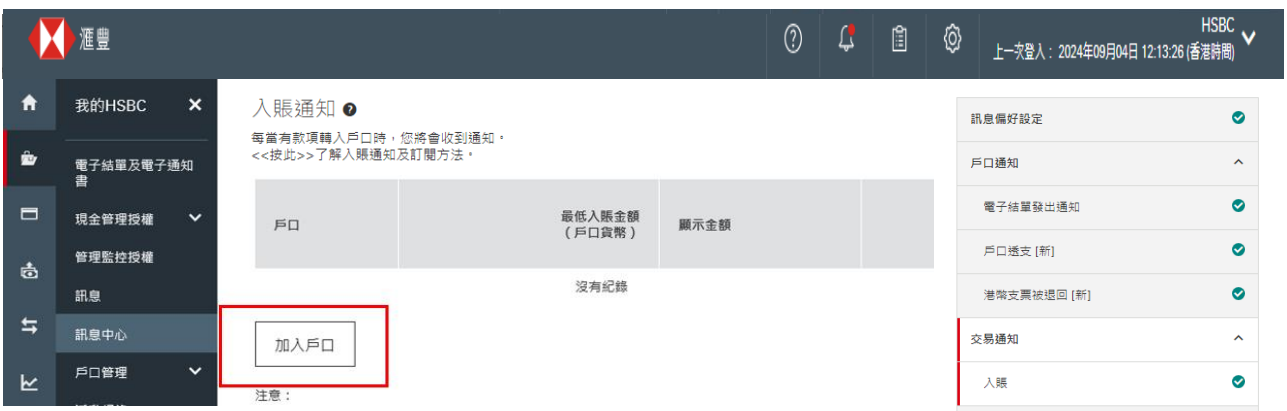 滙豐
HSBC
上一次登入： 2024年09月04日 12:13:26 (香港時間)
我的HSBC
電子結單及電子通知
書
現金管理授權
管理監控授權
訊息
訊息中心
戶口管理
入賬通知
每當有款項轉入戶口時，您將會收到通知。
<<按此>>了解入賬通知及訂閱方法。
戶口
最低入賬金額
（戶口貨幣）
顯示金額
沒有紀錄
加入戶口
注意：
訊息偏好設定
戶口通知
電子結單發出通知
戶口透支 [新]
港幣支票被退回 [新]
交易通知
入賬